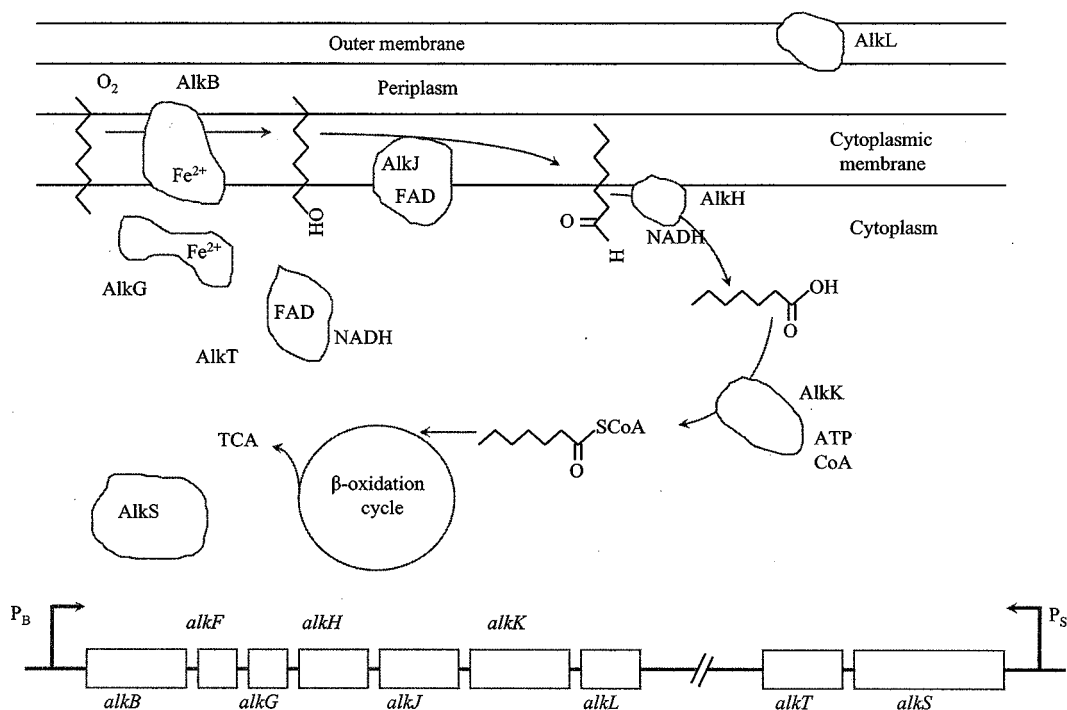 Outer membrane
AlkL
O2
AlkB
Periplasm
Cytoplasmic
membrane
AlkJ
FAD
Fe2+
AlkH
NADH
O
H
HO
Cytoplasm
Fe2+
AlkG
FAD
NADH
AlkT
OH
O
AlkK
ATP
CoA
SCoA
O
TCA
β-oxidation
cycle
AlkS
PB
alkF
alkH
alkK
PS
alkB
alkG
alkJ
alkL
alkT
alkS